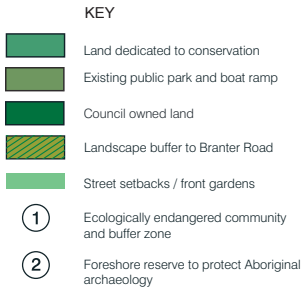 KEY
Land dedicated to conservation
Existing public park and boat ramp
Council owned land
Landscape buffer to Branter Road
Street setbacks / front gardens
1 Ecologically endangered community
and buffer zone
2 Foreshore reserve to protect Aboriginal
archaeology